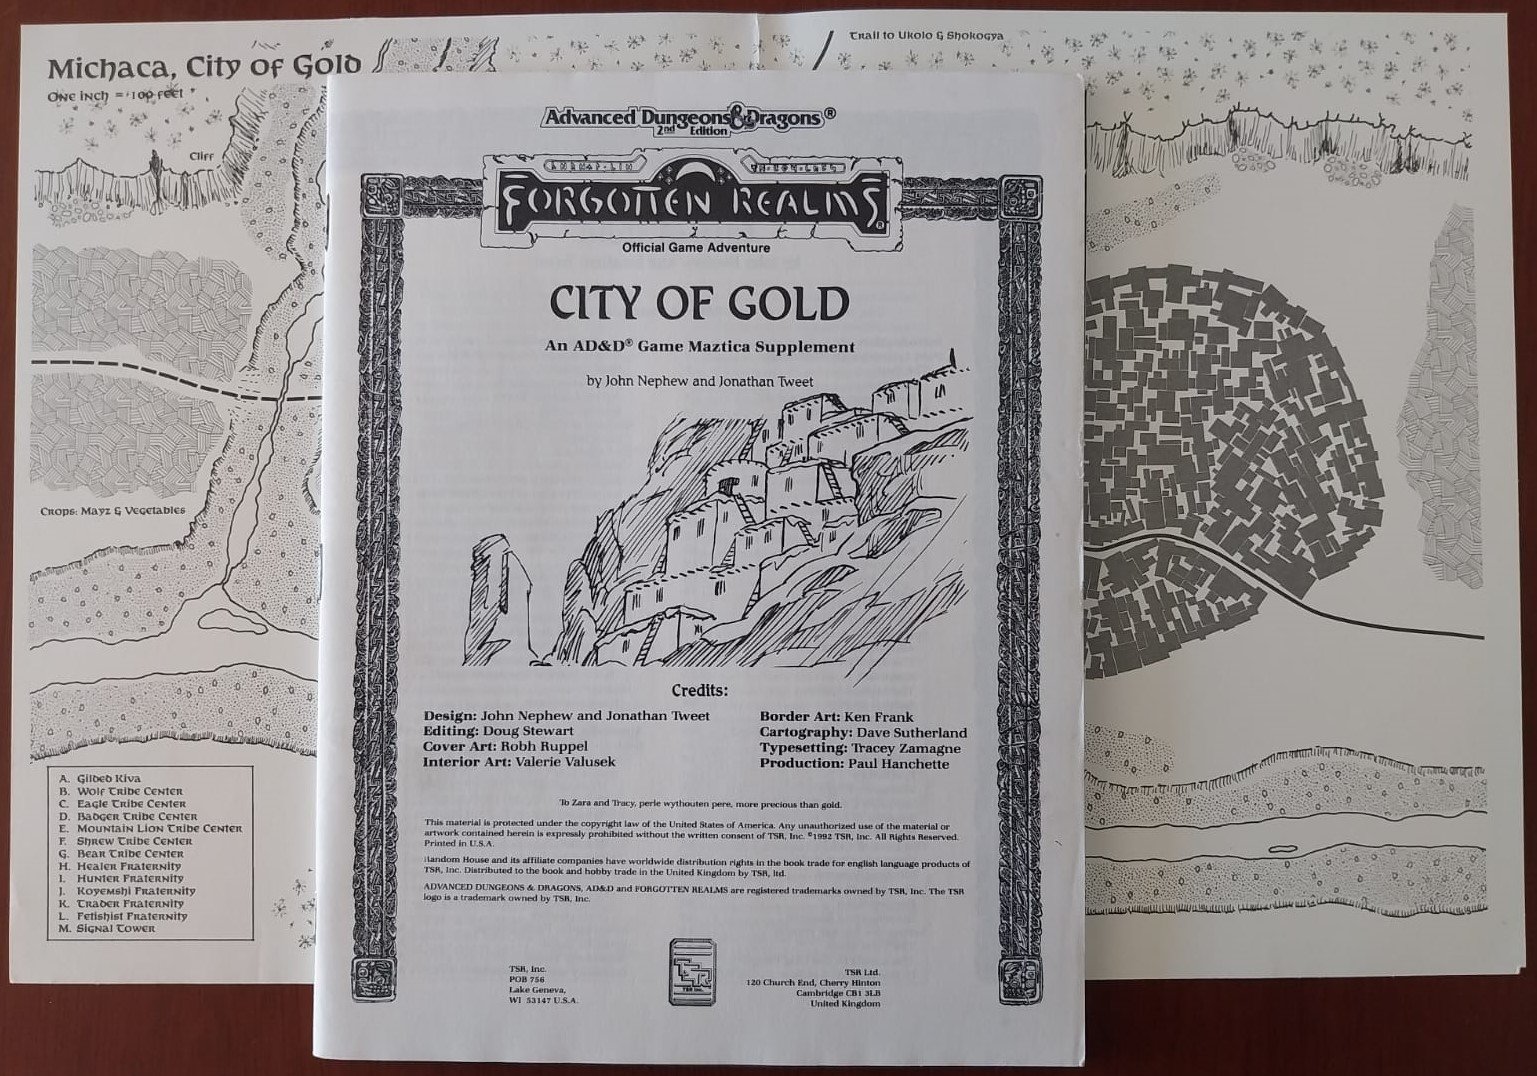 Michaca, City of Gold
One inch = 100 feet
Cliff
Trail to Ukolo & Shokogya
Crops: Mayz & Vegetables
A. Gilded Kiva
B. Wolf Tribe Center
C. Eagle Tribe Center
D. Badger Tribe Center
E. Mountain Lion Tribe Center
F. Shrew Tribe Center
G. Bear Tribe Center
H. Healer Fraternity
I. Hunter Fraternity
J. Koyemshi Fraternity
K. Trader Fraternity
L. Fetishist Fraternity
M. Signal Tower
Advanced Dungeons & Dragons®
2nd Edition
FORGOTTEN REALMS®
Official Game Adventure
CITY OF GOLD
An AD&D® Game Maztica Supplement
by John Nephew and Jonathan Tweet
Credits:
Design: John Nephew and Jonathan Tweet
Editing: Doug Stewart
Cover Art: Robh Ruppel
Interior Art: Valerie Valusek
Border Art: Ken Frank
Cartography: Dave Sutherland
Typesetting: Tracey Zamagne
Production: Paul Hanchette
To Zara and Tracy, perle wythouten pere, more precious than gold.
This material is protected under the copyright law of the United States of America. Any unauthorized use of the material or
artwork contained herein is expressly prohibited without the written consent of TSR, Inc. ©1992 TSR, Inc. All Rights Reserved.
Printed in U.S.A.
Random House and its affiliate companies have worldwide distribution rights in the book trade for english language products of
TSR, Inc. Distributed to the book and hobby trade in the United Kingdom by TSR, ltd.
ADVANCED DUNGEONS & DRAGONS, AD&D and FORGOTTEN REALMS are registered trademarks owned by TSR, Inc. The TSR
logo is a trademark owned by TSR, Inc.
TSR, Inc.
POB 756
Lake Geneva,
WI 53147 U.S.A.
TSR
TSR, Inc.
TSR Ltd.
120 Church End, Cherry Hinton
Cambridge CB1 3LB
United Kingdom